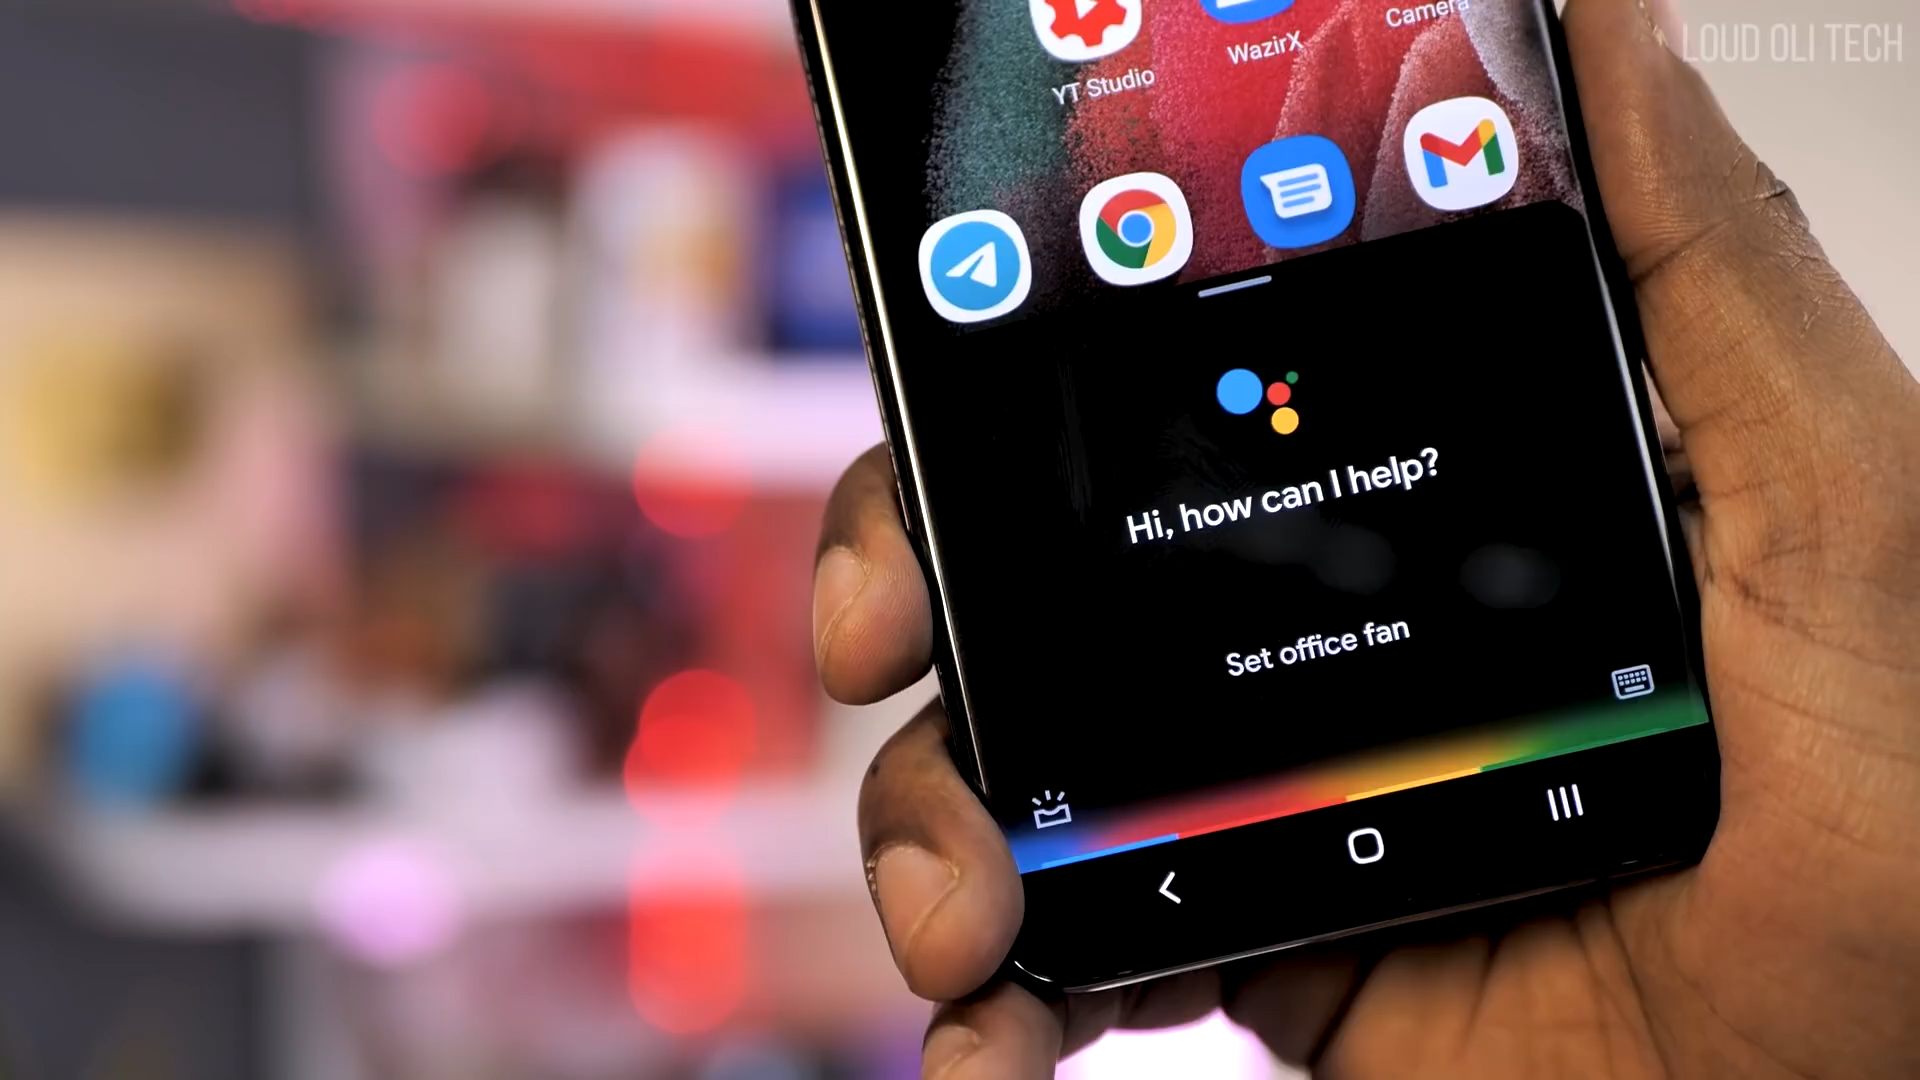 LOUD OLI TECH
Camera
WazirX
YT Studio
Hi, how can I help?
Set office fan